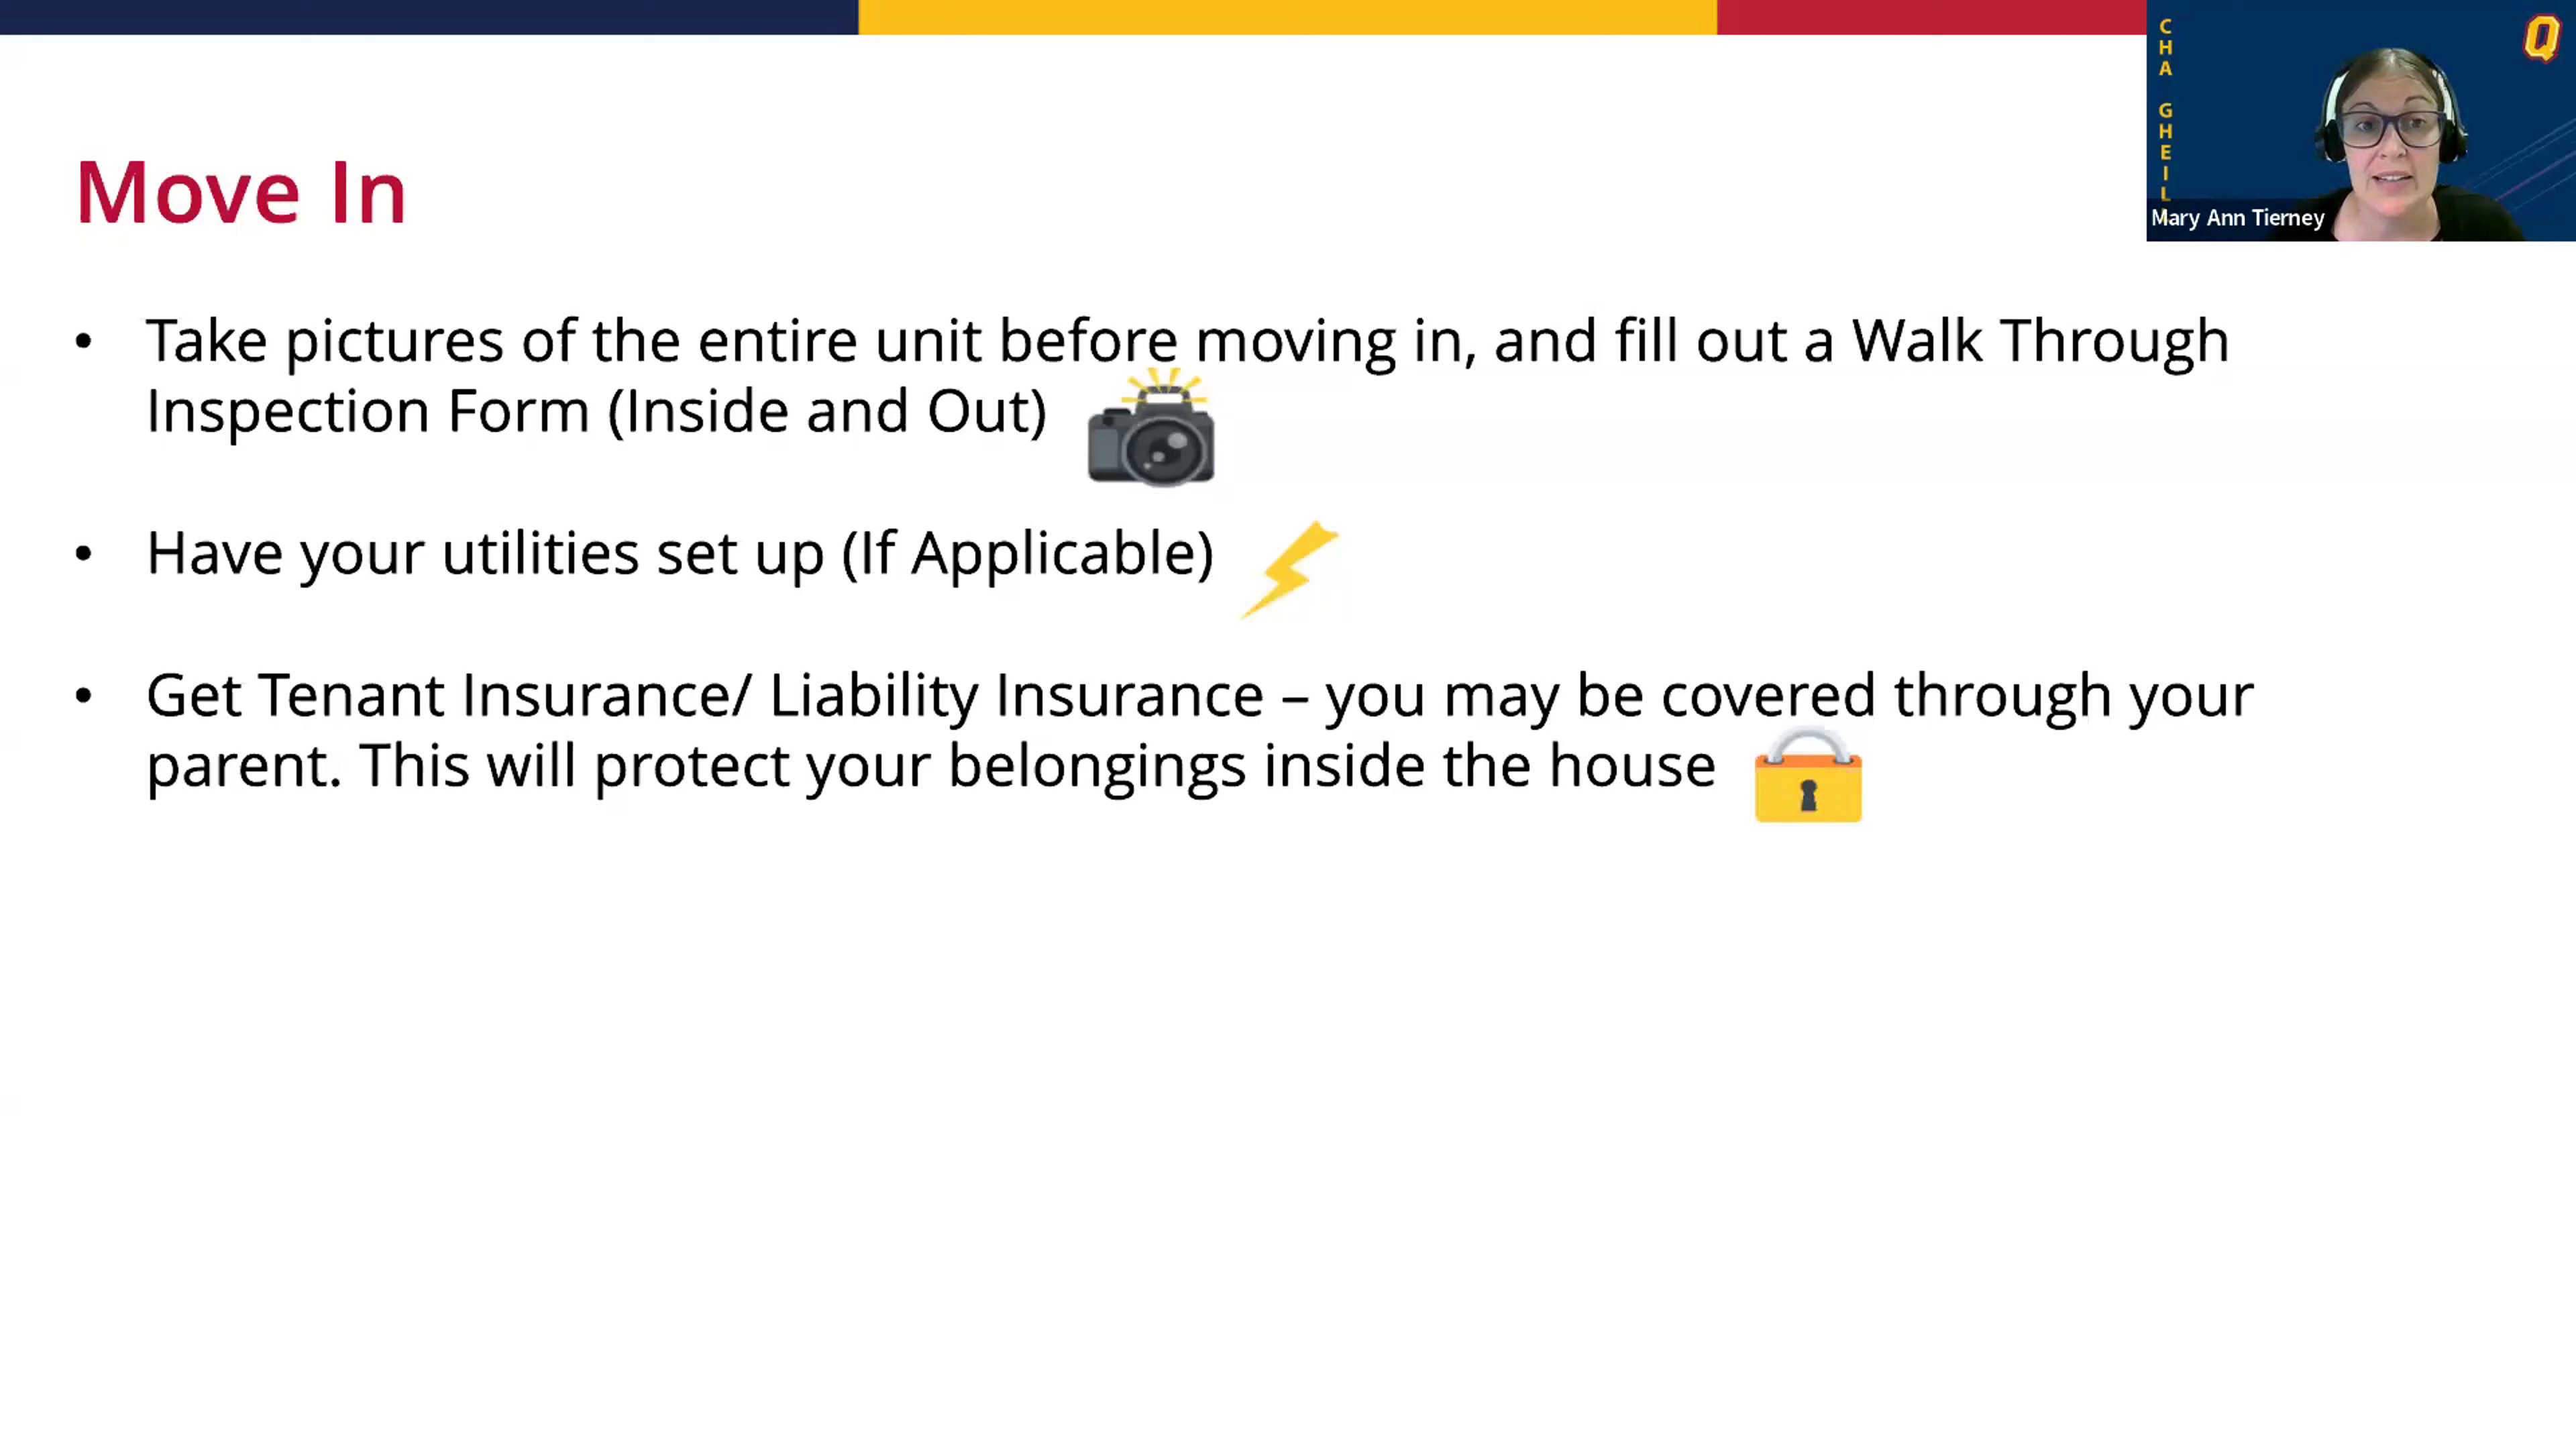 Move In
• Take pictures of the entire unit before moving in, and fill out a Walk Through
Inspection Form (Inside and Out)
• Have your utilities set up (If Applicable)
• Get Tenant Insurance/ Liability Insurance – you may be covered through your
parent. This will protect your belongings inside the house
CHA GHEIL
Q
Mary Ann Tierney